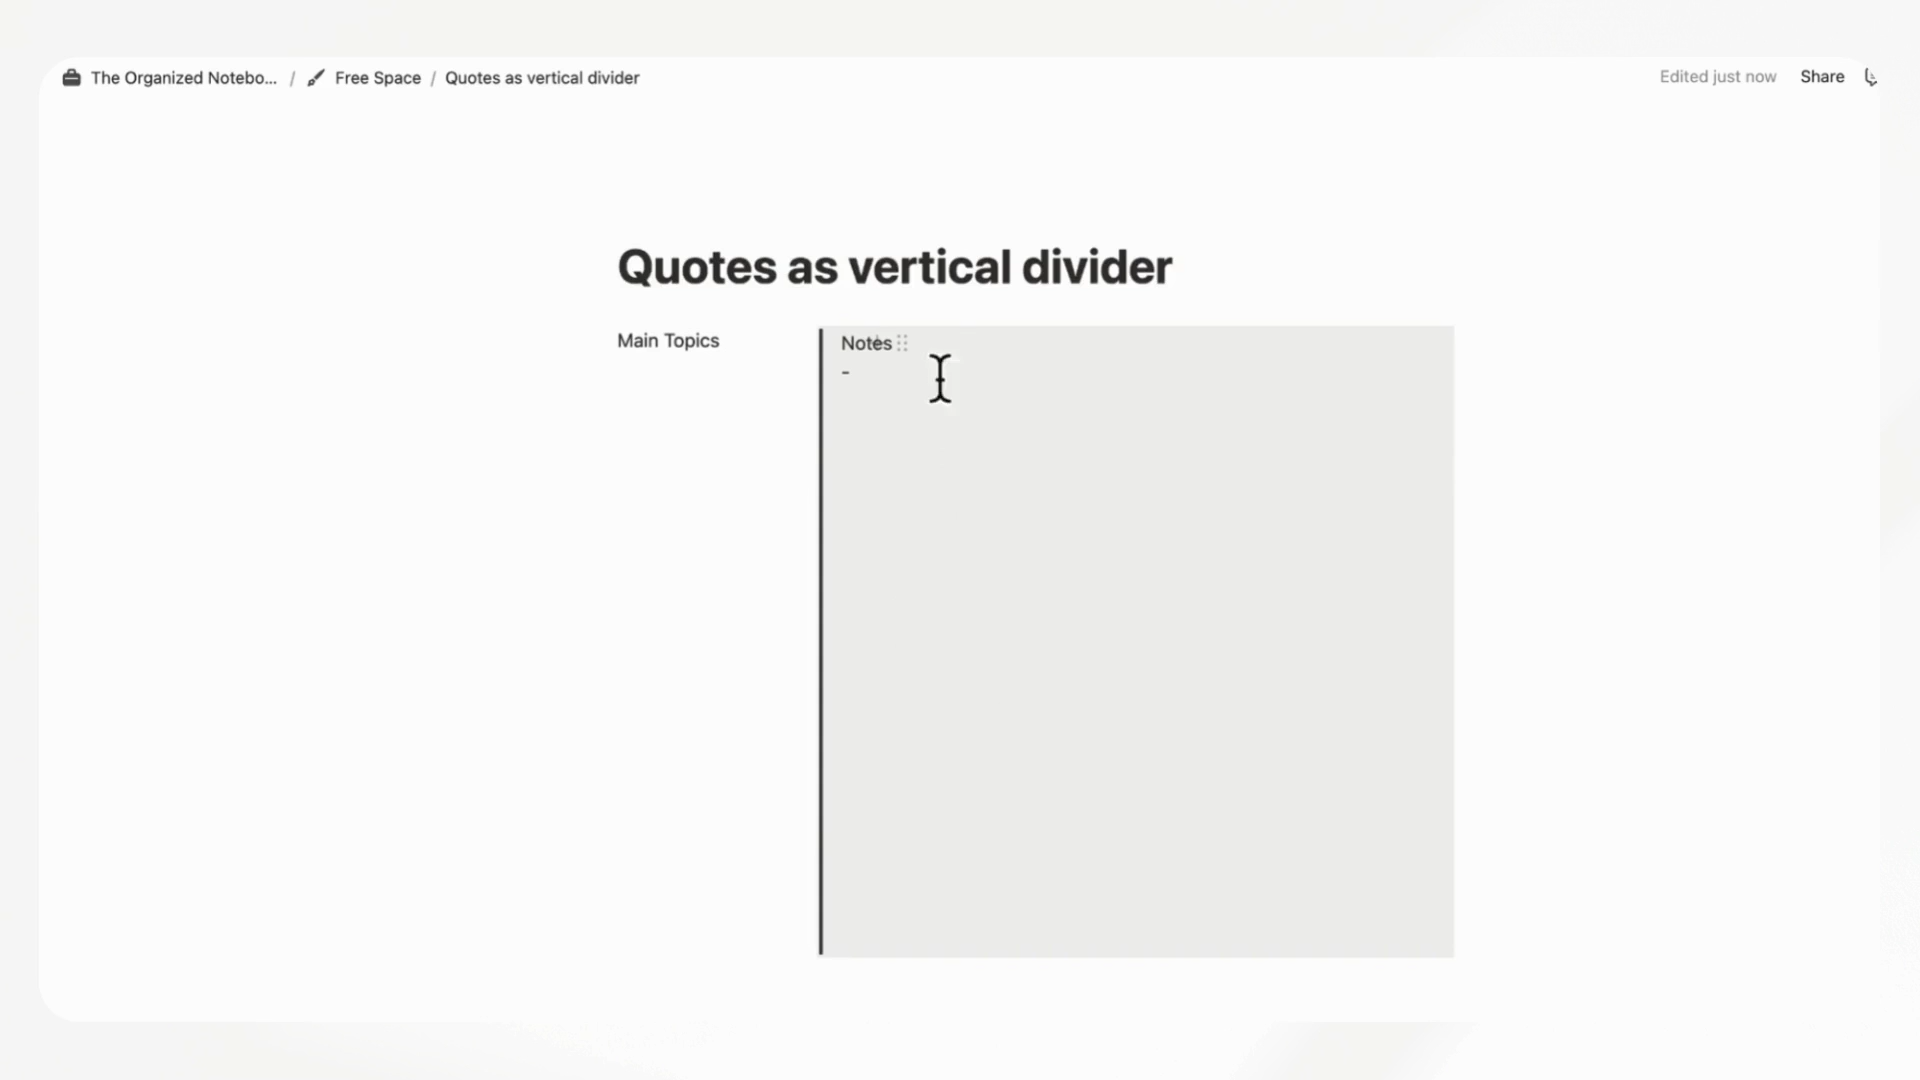 The Organized Notebo... / Free Space / Quotes as vertical divider
Edited just now
Share
Quotes as vertical divider
Main Topics
Notes
-